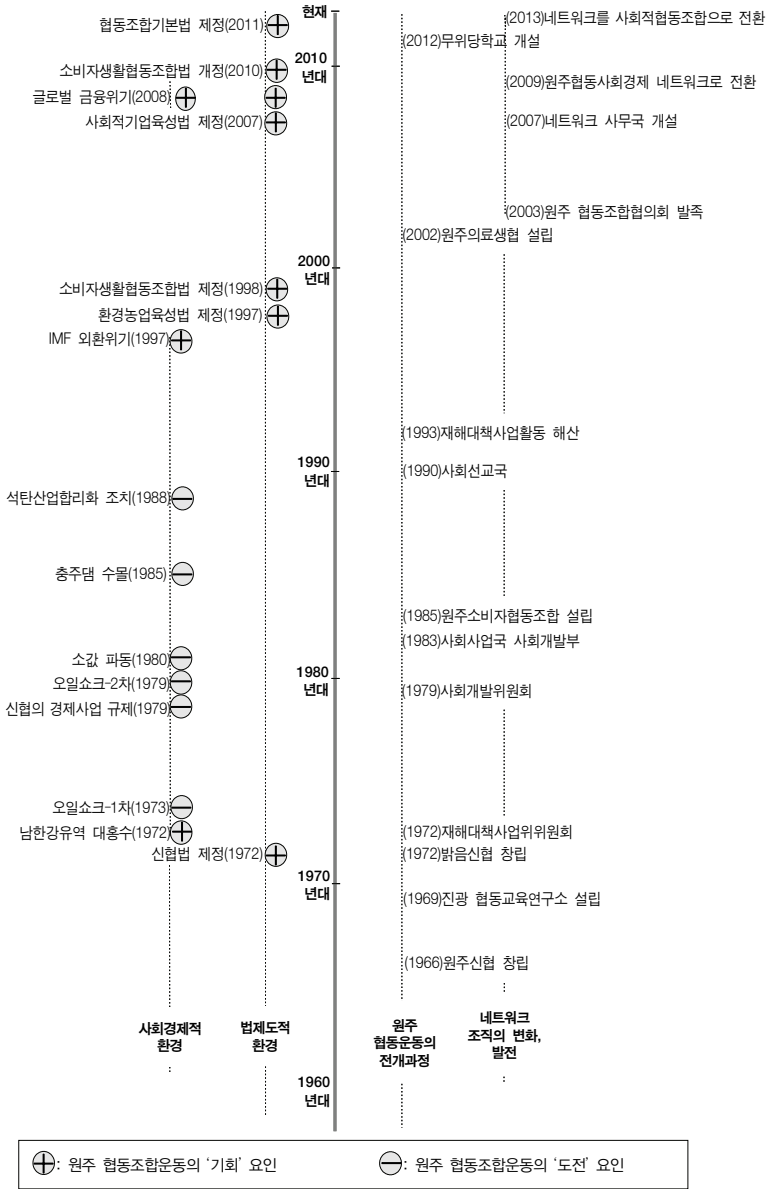 현재
협동조합기본법 제정(2011)
(2013)네트워크를 사회적협동조합으로 전환
(2012)무위당학교 개설
2010
년대
소비자생활협동조합법 개정(2010)
글로벌 금융위기(2008)
(2009)원주협동사회경제 네트워크로 전환
사회적기업육성법 제정(2007)
(2007)네트워크 사무국 개설
(2003)원주 협동조합협의회 발족
(2002)원주의료생협 설립
2000
년대
소비자생활협동조합법 제정(1998)
환경농업육성법 제정(1997)
IMF 외환위기(1997)
(1993)재해대책사업활동 해산
1990
년대
(1990)사회선교국
석탄산업합리화 조치(1988)
충주댐 수몰(1985)
(1985)원주소비자협동조합 설립
(1983)사회사업국 사회개발부
소값 파동(1980)
1980
년대
오일쇼크-2차(1979)
(1979)사회개발위원회
신협의 경제사업 규제(1979)
오일쇼크-1차(1973)
남한강유역 대홍수(1972)
(1972)재해대책사업위위원회
신협법 제정(1972)
(1972)밝음신협 창립
1970
년대
(1969)진광 협동교육연구소 설립
(1966)원주신협 창립
사회경제적
환경
법제도적
환경
원주
협동운동의
전개과정
네트워크
조직의 변화,
발전
1960
년대
: 원주 협동조합운동의 ‘기회’ 요인
: 원주 협동조합운동의 ‘도전’ 요인